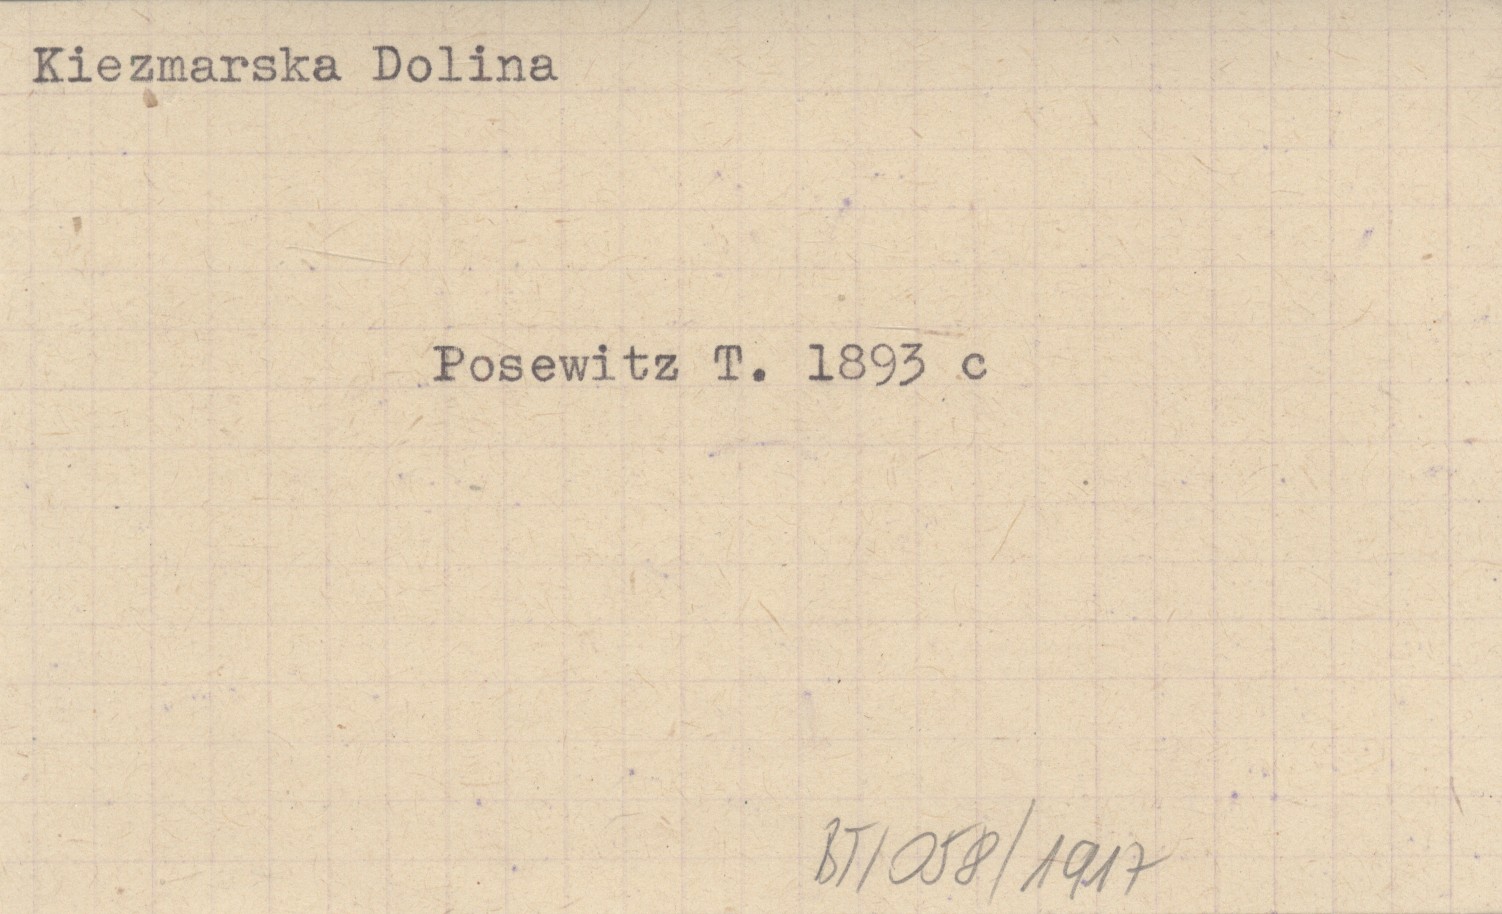 Kiezmarska Dolina
Posewitz T. 1893 c
BT/058/1917